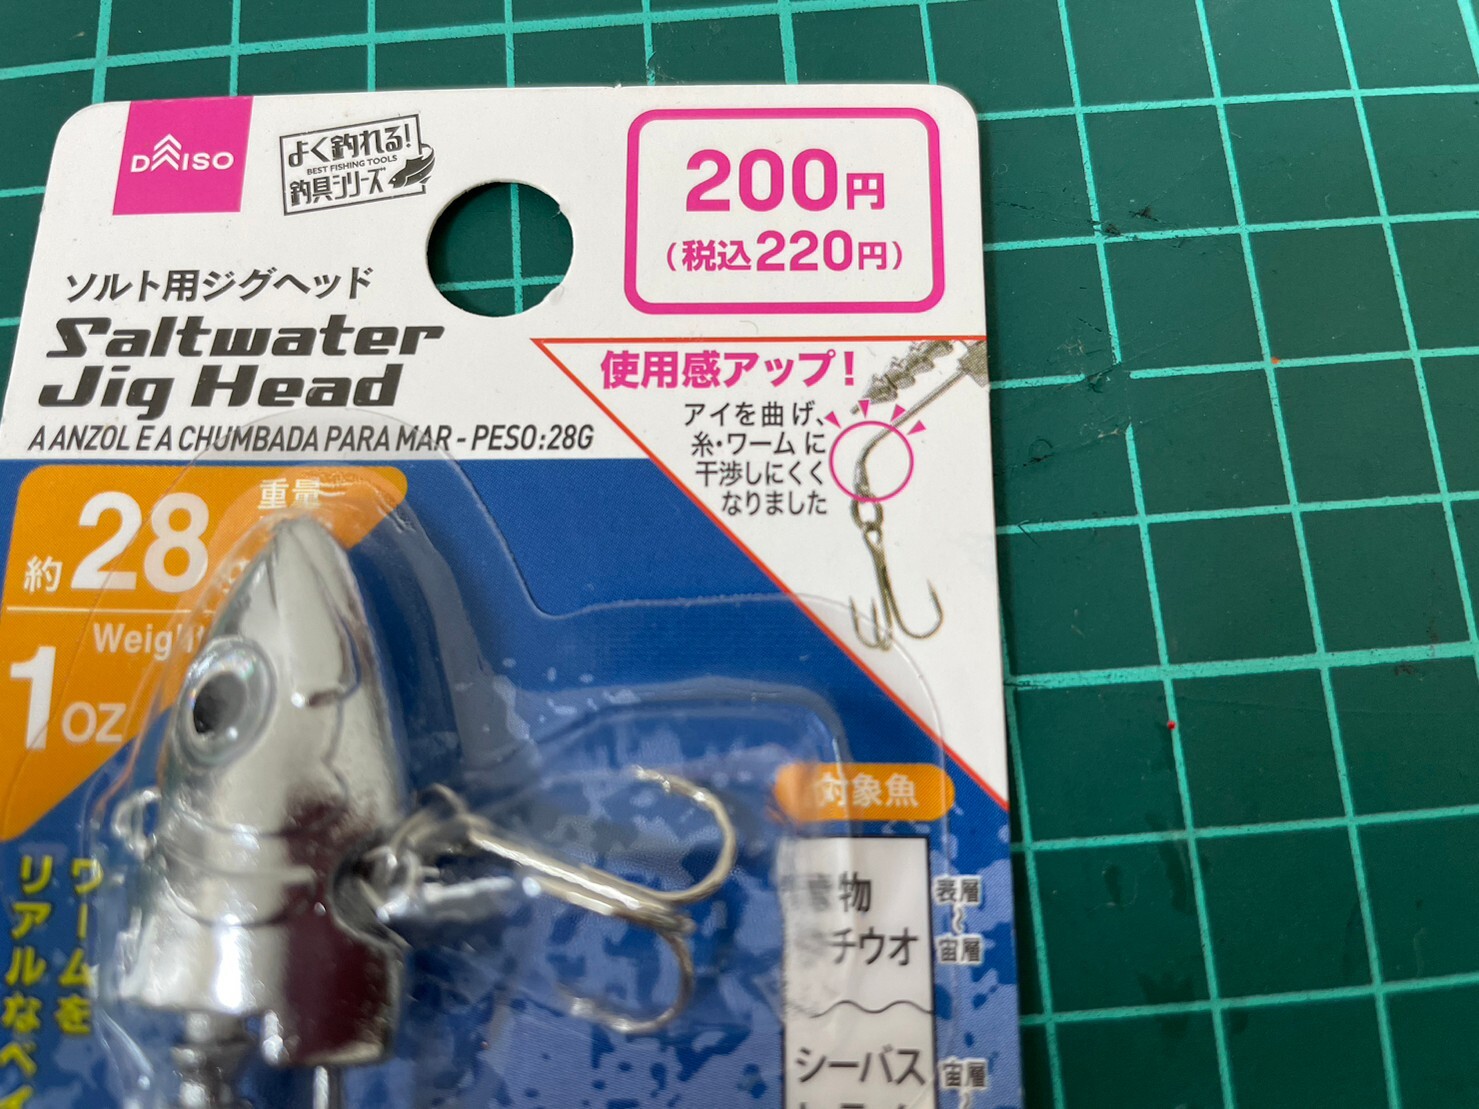 DAISO
よく釣れる!
BEST FISHING TOOLS
釣具シリーズ
200円
(税込220円)
ソルト用ジグヘッド
Saltwater
Jig Head
A ANZOL E A CHUMBADA PARA MAR - PESO:28G
使用感アップ!
アイを曲げ、
糸・ワームに
干渉しにくく
なりました
重量
約28g
Weight
1oz
対象魚
物
チウオ
表層
~
宙層
シーバス
宙層
~
ワームを
リアルなベイ